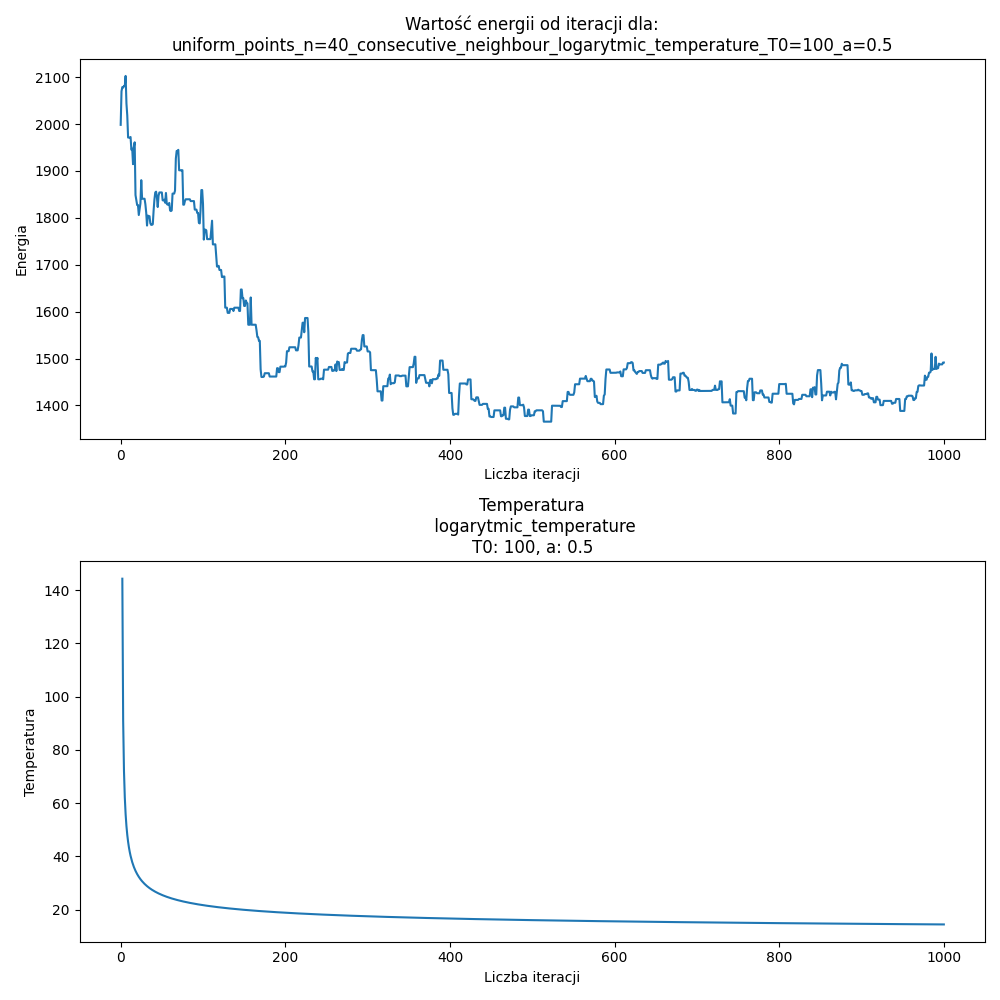 Wartość energii od iteracji dla:
uniform_points_n=40_consecutive_neighbour_logarytmic_temperature_T0=100_a=0.5
2100
2000
1900
1800
1700
1600
1500
1400
Energia
0 200 400 600 800 1000
Liczba iteracji
Temperatura
logarytmic_temperature
T0: 100, a: 0.5
140
120
100
80
60
40
20
Temperatura
0 200 400 600 800 1000
Liczba iteracji